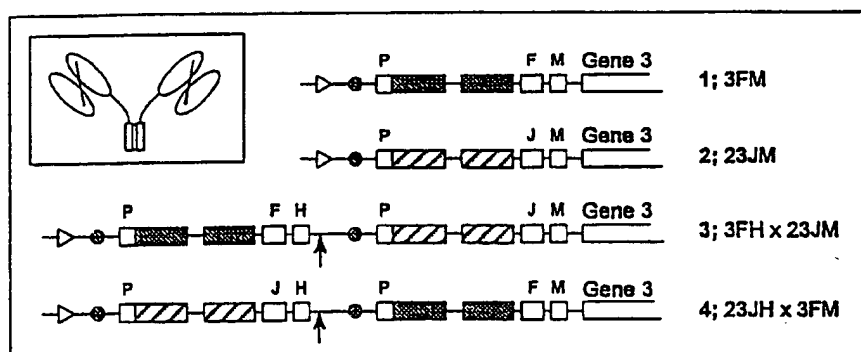 P F M Gene 3
1; 3FM
P J M Gene 3
2; 23JM
P F H P J M Gene 3
3; 3FH x 23JM
P J H P F M Gene 3
4; 23JH x 3FM